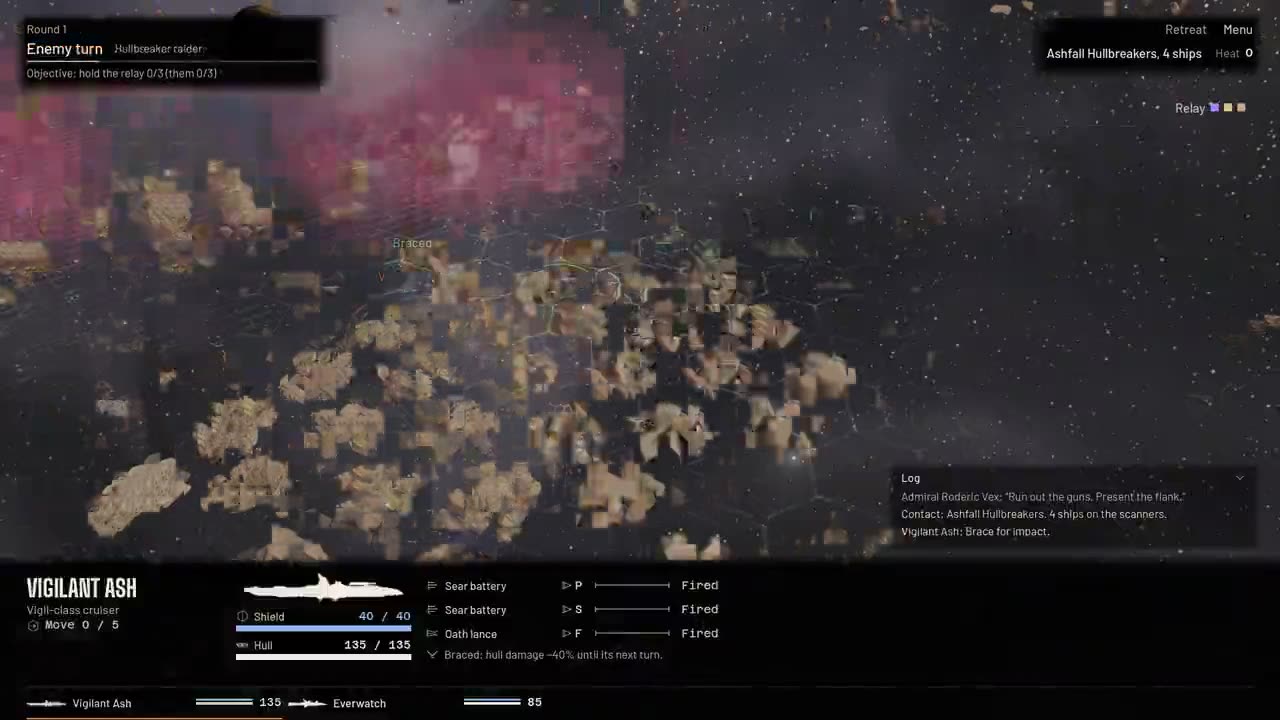 Round 1
Enemy turn Hullbreaker raider
Objective: hold the relay 0/3 (them 0/3)
Retreat Menu
Ashfall Hullbreakers, 4 ships Heat 0
Relay
Braced
Log
Admiral Roderic Vex: "Run out the guns. Present the flank."
Contact: Ashfall Hullbreakers. 4 ships on the scanners.
Vigilant Ash: Brace for impact.
VIGILANT ASH
Vigil-class cruiser
Move 0 / 5
Shield 40 / 40
Hull 135 / 135
Sear battery P Fired
Sear battery S Fired
Oath lance F Fired
Braced: hull damage -40% until its next turn.
Vigilant Ash 135 Everwatch 85